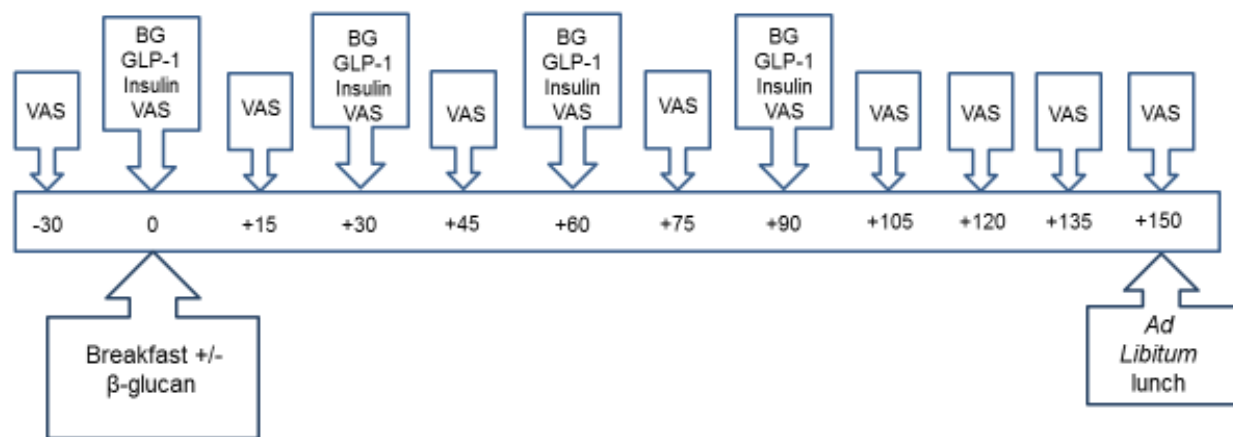 VAS
BG
GLP-1
Insulin
VAS
VAS
BG
GLP-1
Insulin
VAS
VAS
BG
GLP-1
Insulin
VAS
VAS
BG
GLP-1
Insulin
VAS
VAS
VAS
VAS
VAS
-30 0 +15 +30 +45 +60 +75 +90 +105 +120 +135 +150
Breakfast +/-
β-glucan
Ad
Libitum
lunch